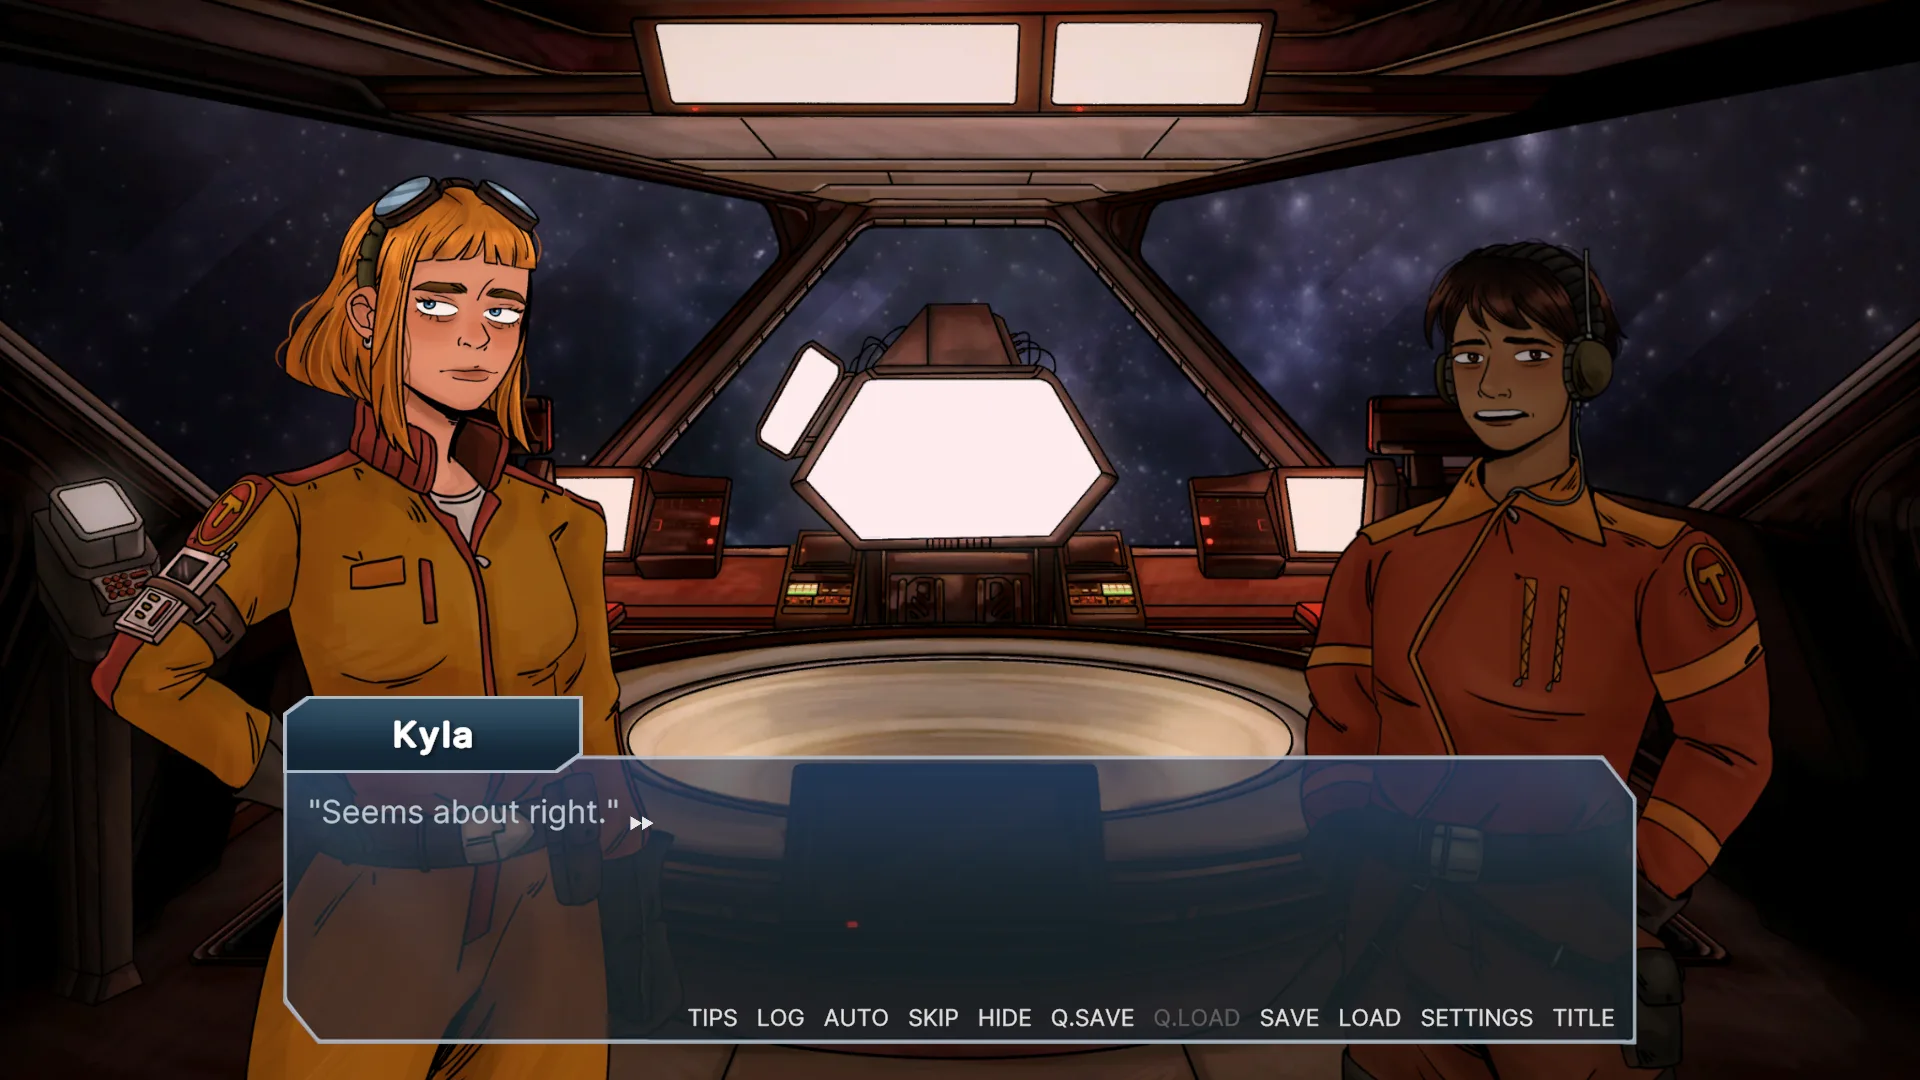 Kyla
"Seems about right."
TIPS LOG AUTO SKIP HIDE Q.SAVE Q.LOAD SAVE LOAD SETTINGS TITLE